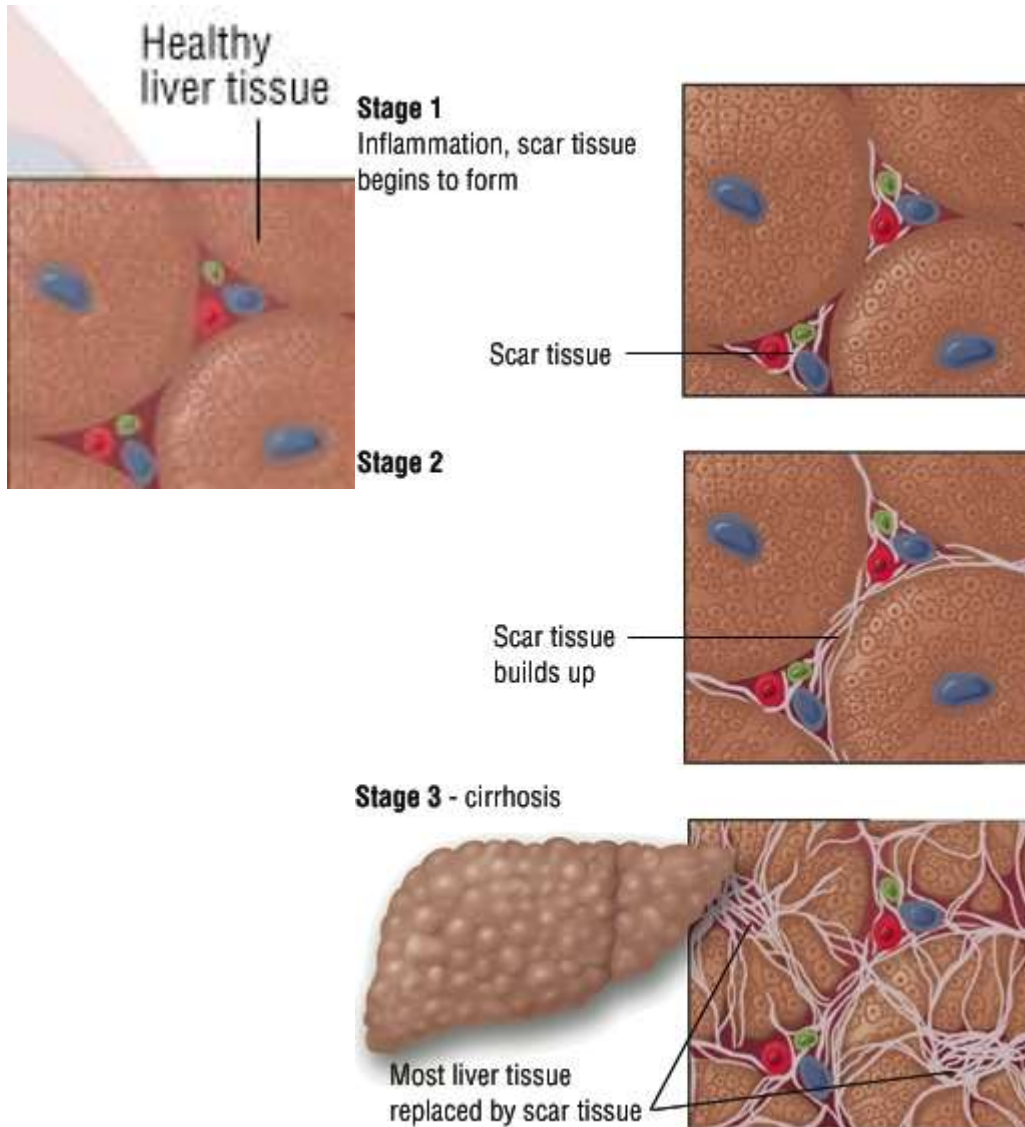 Healthy
liver tissue
Stage 1
Inflammation, scar tissue
begins to form
Scar tissue
Stage 2
Scar tissue
builds up
Stage 3 - cirrhosis
Most liver tissue
replaced by scar tissue